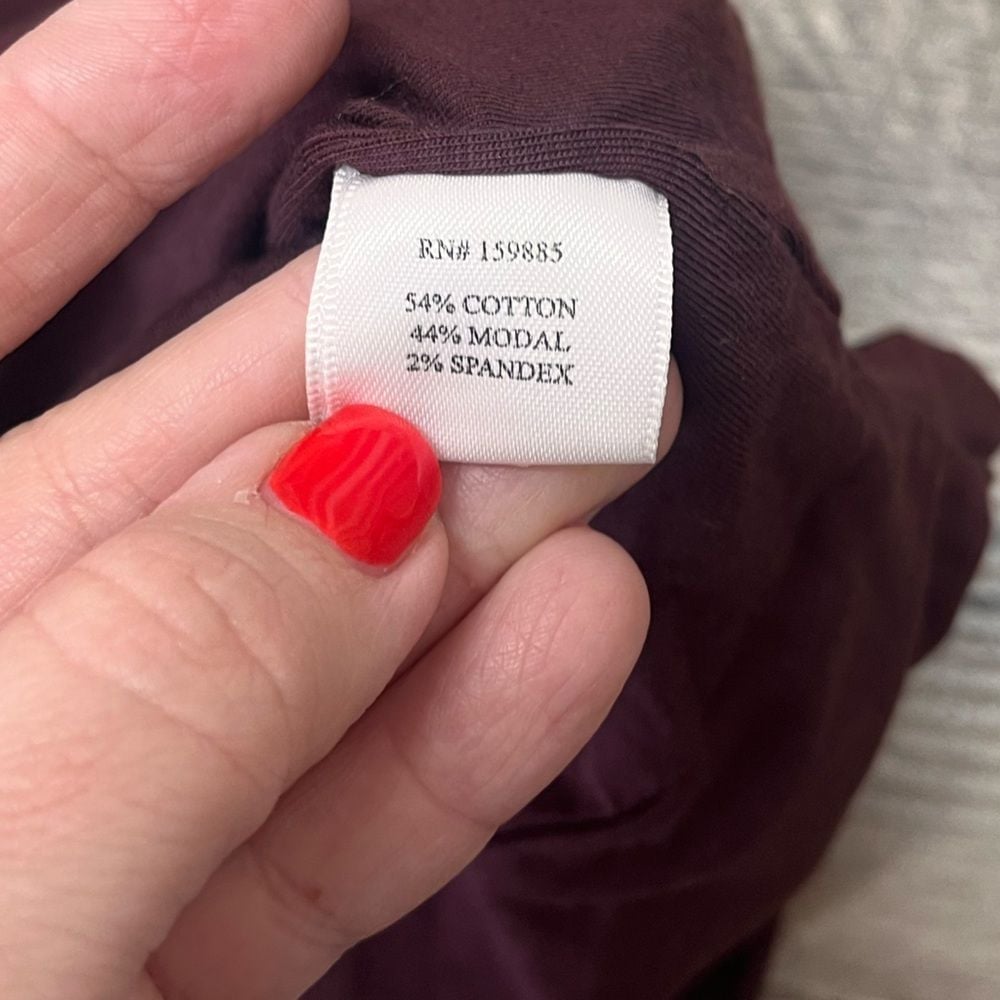 RN# 159885
54% COTTON
44% MODAL
2% SPANDEX